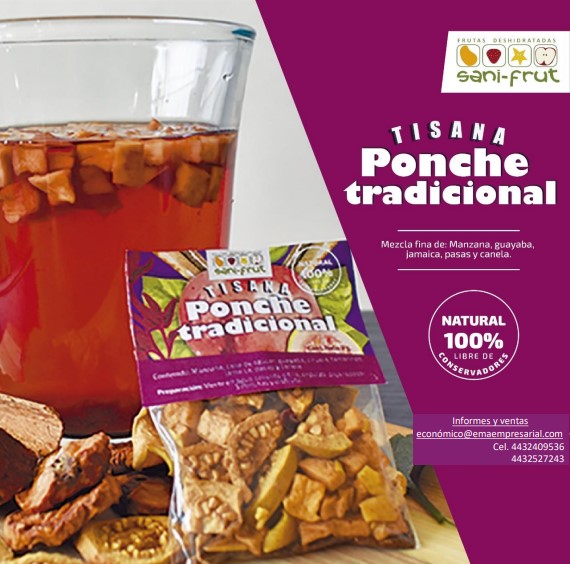 FRUTAS DESHIDRATADAS
sani-frut
TISANA
Ponche
tradicional
Mezcla fina de: Manzana, guayaba,
jamaica, pasas y canela.
NATURAL
100%
LIBRE DE
CONSERVADORES
Informes y ventas
económico@emaempresarial.com
Cel. 4432409536
4432527243
sani-frut
NATURAL
100%
TISANA
Ponche
tradicional
Preparación: